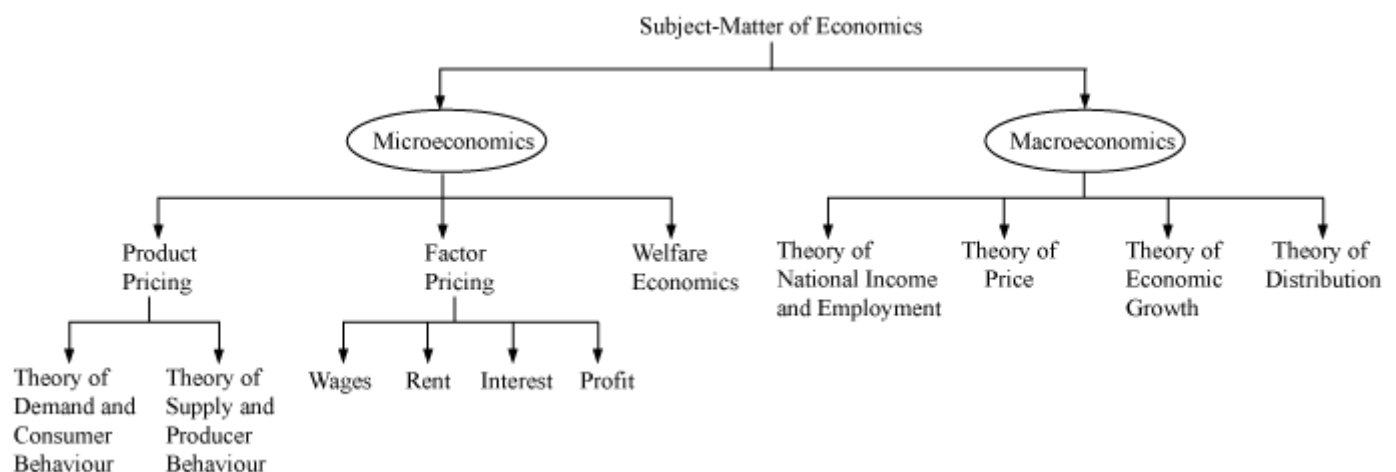 Subject-Matter of Economics
Microeconomics
Macroeconomics
Product
Pricing
Factor
Pricing
Welfare
Economics
Theory of
National Income
and Employment
Theory of
Price
Theory of
Economic
Growth
Theory of
Distribution
Theory of
Demand and
Consumer
Behaviour
Theory of
Supply and
Producer
Behaviour
Wages
Rent
Interest
Profit